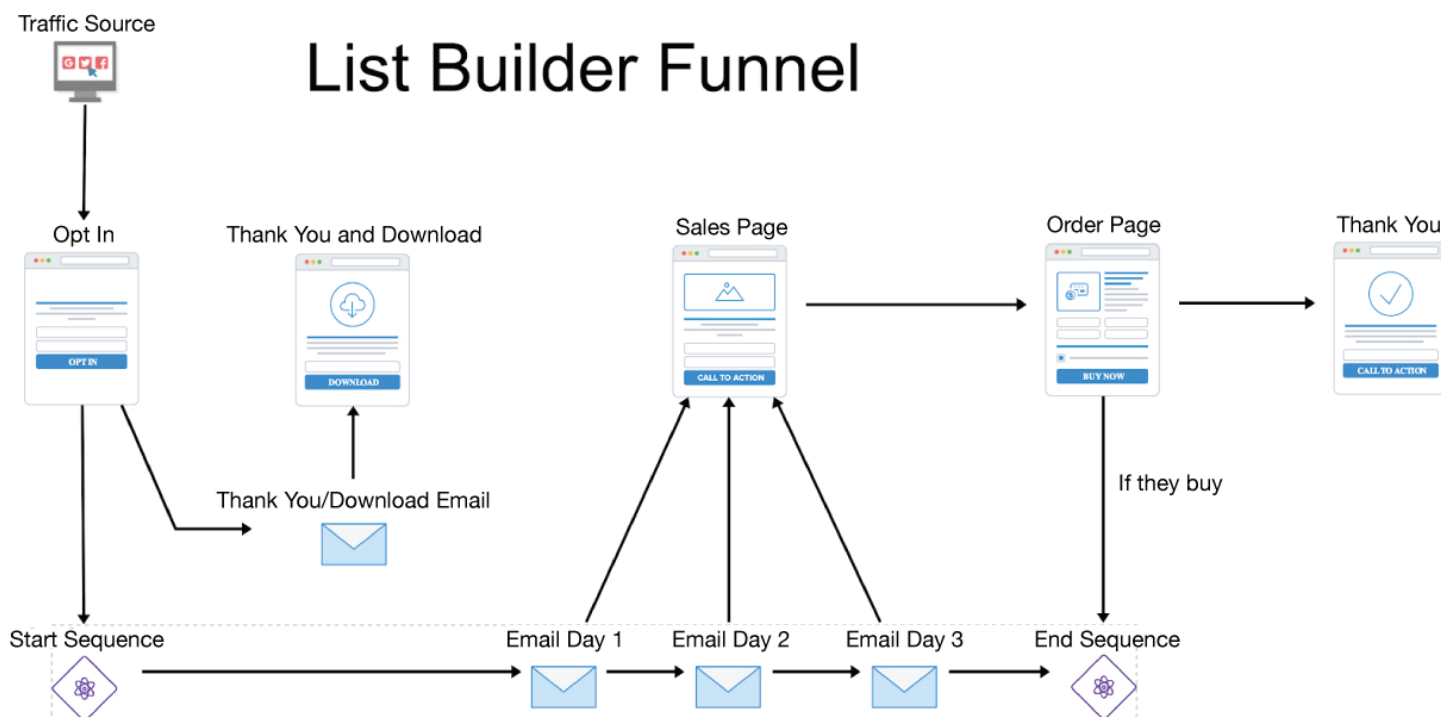 Traffic Source
List Builder Funnel
Opt In
Thank You and Download
Sales Page
Order Page
Thank You
OPT IN
DOWNLOAD
CALL TO ACTION
BUY NOW
CALL TO ACTION
If they buy
Thank You/Download Email
Start Sequence
Email Day 1
Email Day 2
Email Day 3
End Sequence